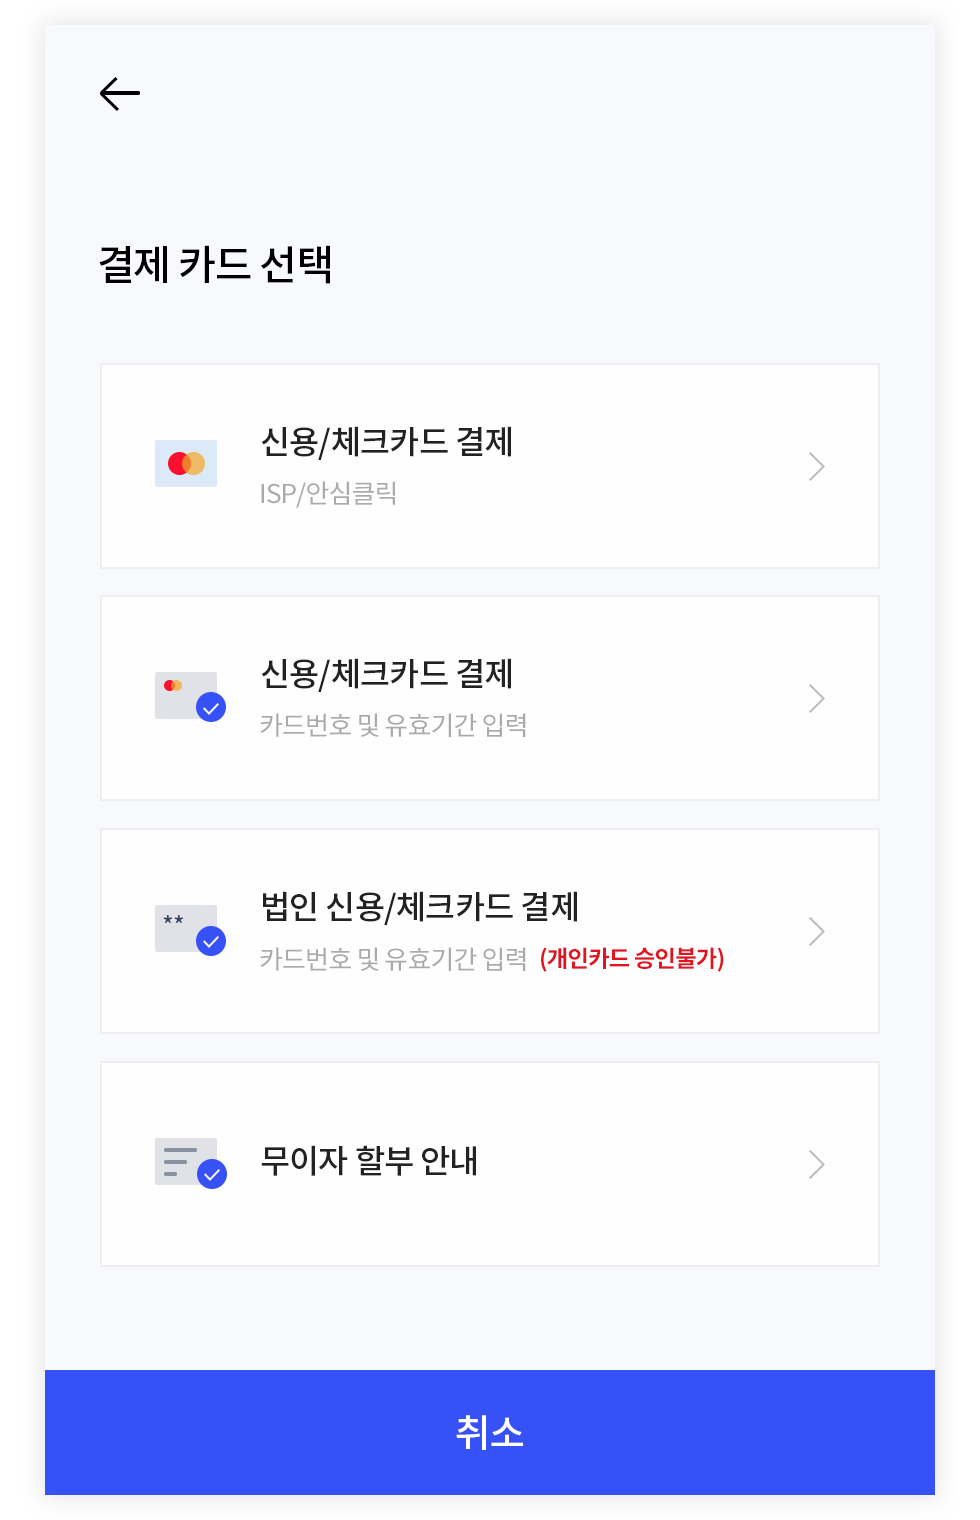 결제 카드 선택
신용/체크카드 결제
ISP/안심클릭
신용/체크카드 결제
카드번호 및 유효기간 입력
법인 신용/체크카드 결제
** 카드번호 및 유효기간 입력 (개인카드 승인불가)
무이자 할부 안내
취소